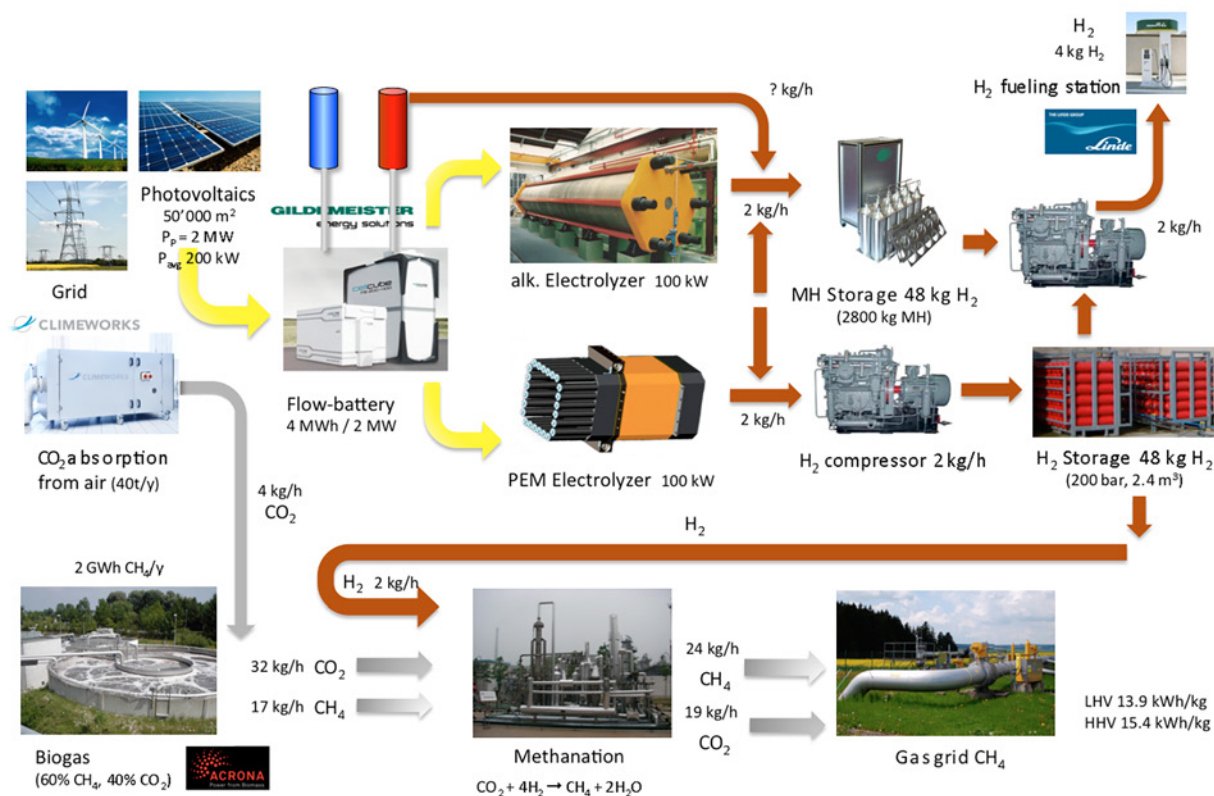 H2
4 kg H2
H2 fueling station
THE LINDE GROUP
Linde
? kg/h
Photovoltaics
50’000 m²
Pp = 2 MW
Pavg 200 kW
Grid
GILDEMEISTER
energy solutions
cellcube
2 kg/h
alk. Electrolyzer 100 kW
2 kg/h
MH Storage 48 kg H2
(2800 kg MH)
CLIMEWORKS
CLIMEWORKS
CO2 absorption
from air (40t/y)
Flow-battery
4 MWh / 2 MW
PEM Electrolyzer 100 kW
2 kg/h
H2 compressor 2 kg/h
H2 Storage 48 kg H2
(200 bar, 2.4 m³)
4 kg/h
CO2
H2
2 GWh CH4/y
H2 2 kg/h
32 kg/h CO2
17 kg/h CH4
24 kg/h
CH4
19 kg/h
CO2
LHV 13.9 kWh/kg
HHV 15.4 kWh/kg
Biogas
(60% CH4, 40% CO2)
ACRONA
Power from Biomass
Methanation
CO2 + 4H2 → CH4 + 2H2O
Gas grid CH4